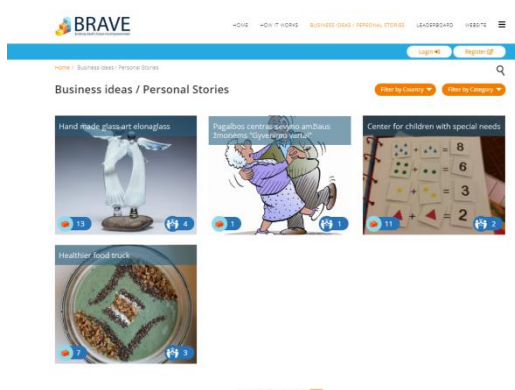 BRAVE
HOME HOW IT WORKS BUSINESS IDEAS / PERSONAL STORIES LEADERBOARD WEBSITE
Login Register
Home / Business Ideas / Personal Stories
Business ideas / Personal Stories
Filter by Country Filter by Category
Hand made glass art elonaglass
13 4
Pagalbos centras senyvo amžiaus
žmonėms "Gyvenimo vartai"
1 1
Center for children with special needs
+ = 8
+ = 6
+ = 3
+ = 2
11 2
Healthier food truck
7 3